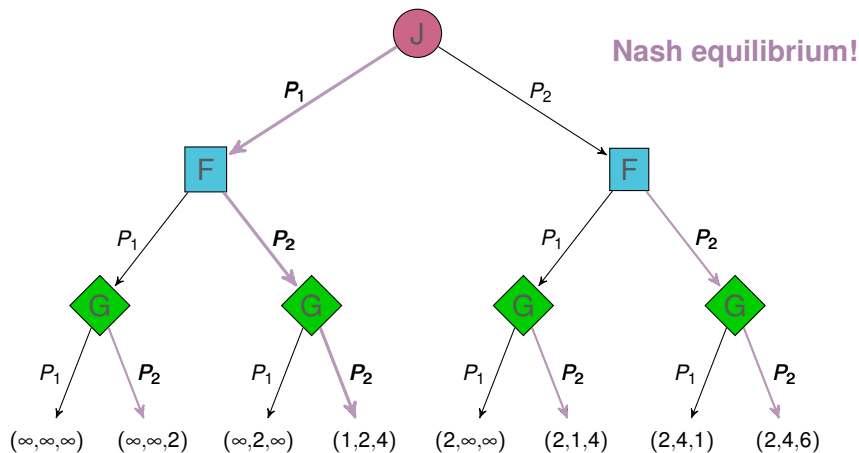 J
Nash equilibrium!
P₁ P₂
F F
P₁ P₂ P₁ P₂
G G G G
P₁ P₂ P₁ P₂ P₁ P₂ P₁ P₂
(∞,∞,∞) (∞,∞,2) (∞,2,∞) (1,2,4) (2,∞,∞) (2,1,4) (2,4,1) (2,4,6)